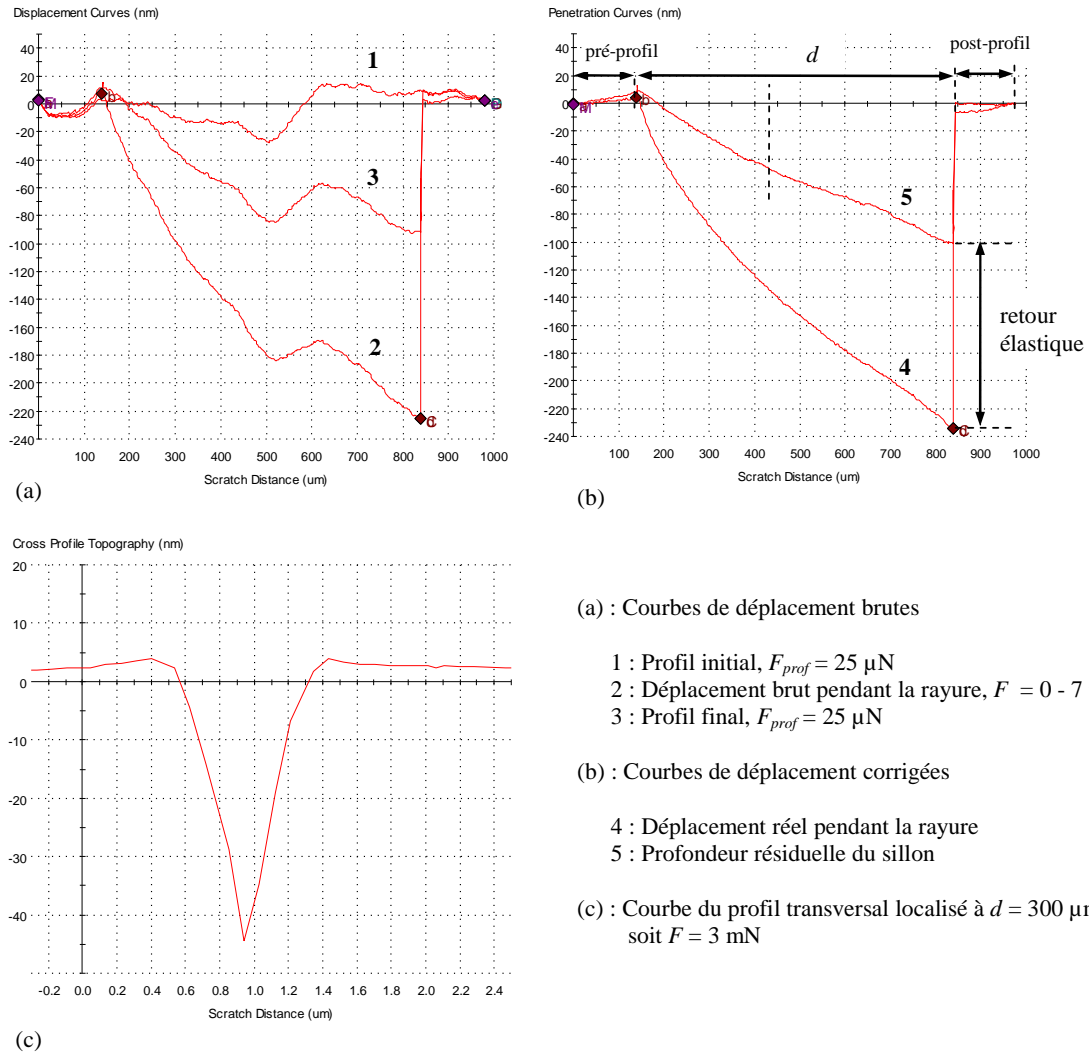 Displacement Curves (nm)
40
20
0
-20
-40
-60
-80
-100
-120
-140
-160
-180
-200
-220
-240
1
3
2
100 200 300 400 500 600 700 800 900 1000
Scratch Distance (um)
(a)
Penetration Curves (nm)
40
20
0
-20
-40
-60
-80
-100
-120
-140
-160
-180
-200
-220
-240
pré-profil
d
post-profil
5
4
retour
élastique
100 200 300 400 500 600 700 800 900 1000
Scratch Distance (um)
(b)
Cross Profile Topography (nm)
20
10
0
-10
-20
-30
-40
-0.2 0.0 0.2 0.4 0.6 0.8 1.0 1.2 1.4 1.6 1.8 2.0 2.2 2.4
Scratch Distance (um)
(c)
(a) : Courbes de déplacement brutes
1 : Profil initial, Fprof = 25 µN
2 : Déplacement brut pendant la rayure, F = 0 - 7
3 : Profil final, Fprof = 25 µN
(b) : Courbes de déplacement corrigées
4 : Déplacement réel pendant la rayure
5 : Profondeur résiduelle du sillon
(c) : Courbe du profil transversal localisé à d = 300
soit F = 3 mN